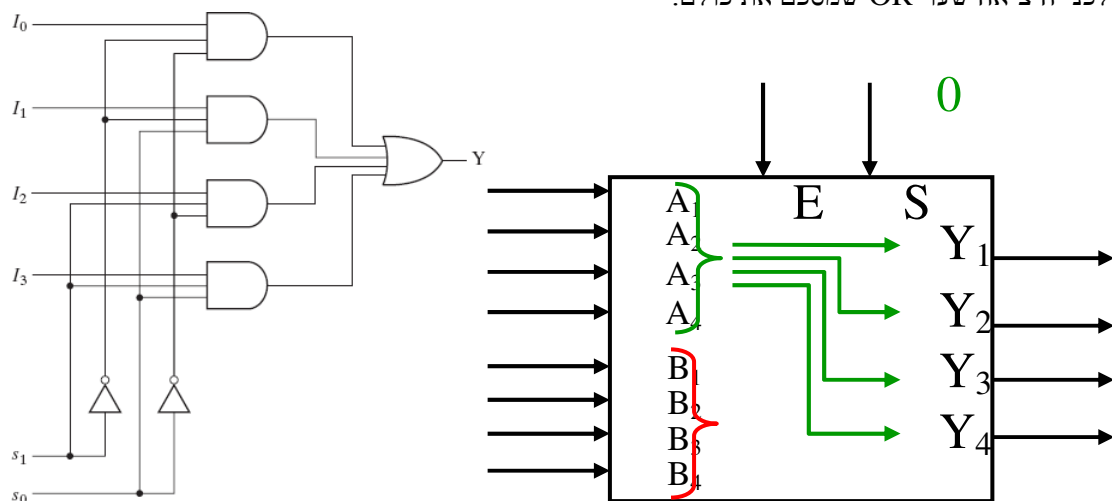 OR
I₀
I₁
I₂
I₃
s₁
s₀
Y
0
E S
A₁
A₂
A₃
A₄
B₁
B₂
B₃
B₄
Y₁
Y₂
Y₃
Y₄